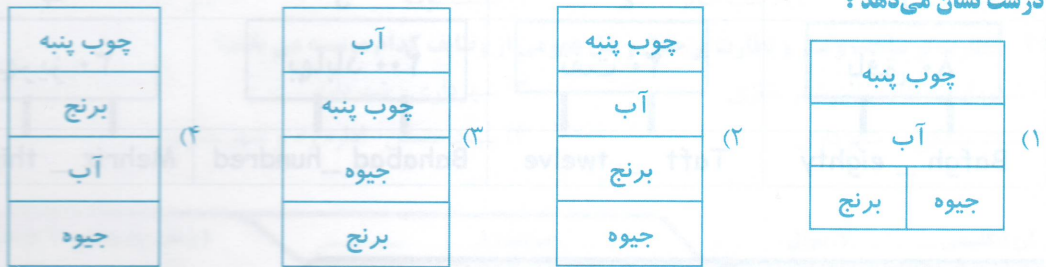 درست نشان می‌دهد ؟
۱)
چوب پنبه
آب
جیوه
برنج
۲)
چوب پنبه
آب
برنج
جیوه
۳)
آب
چوب پنبه
جیوه
برنج
۴)
چوب پنبه
برنج
آب
جیوه